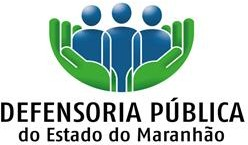 DEFENSORIA PÚBLICA
do Estado do Maranhão